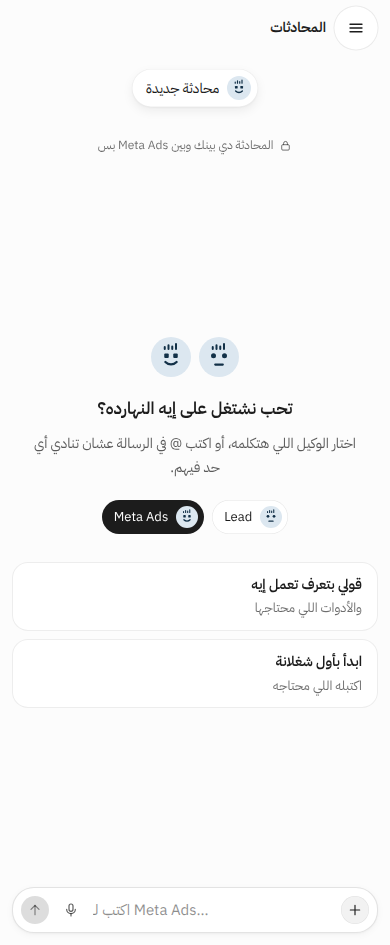 المحادثات
محادثة جديدة
المحادثة دي بينك وبين Meta Ads بس
تحب نشتغل على إيه النهارده؟
اختار الوكيل اللي هتكلمه، أو اكتب @ في الرسالة عشان تنادي أي
حد فيهم.
Lead
Meta Ads
قولي بتعرف تعمل إيه
والأدوات اللي محتاجها
ابدأ بأول شغلانة
اكتبله اللي محتاجه
اكتب لـ Meta Ads...